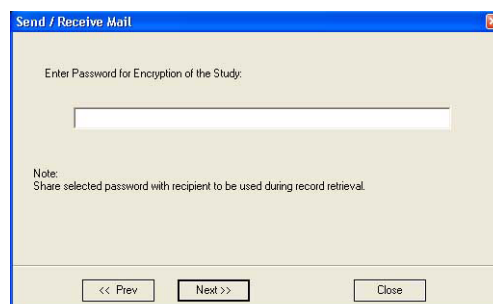 Send / Receive Mail
Enter Password for Encryption of the Study:
Note:
Share selected password with recipient to be used during record retrieval.
<< Prev
Next >>
Close